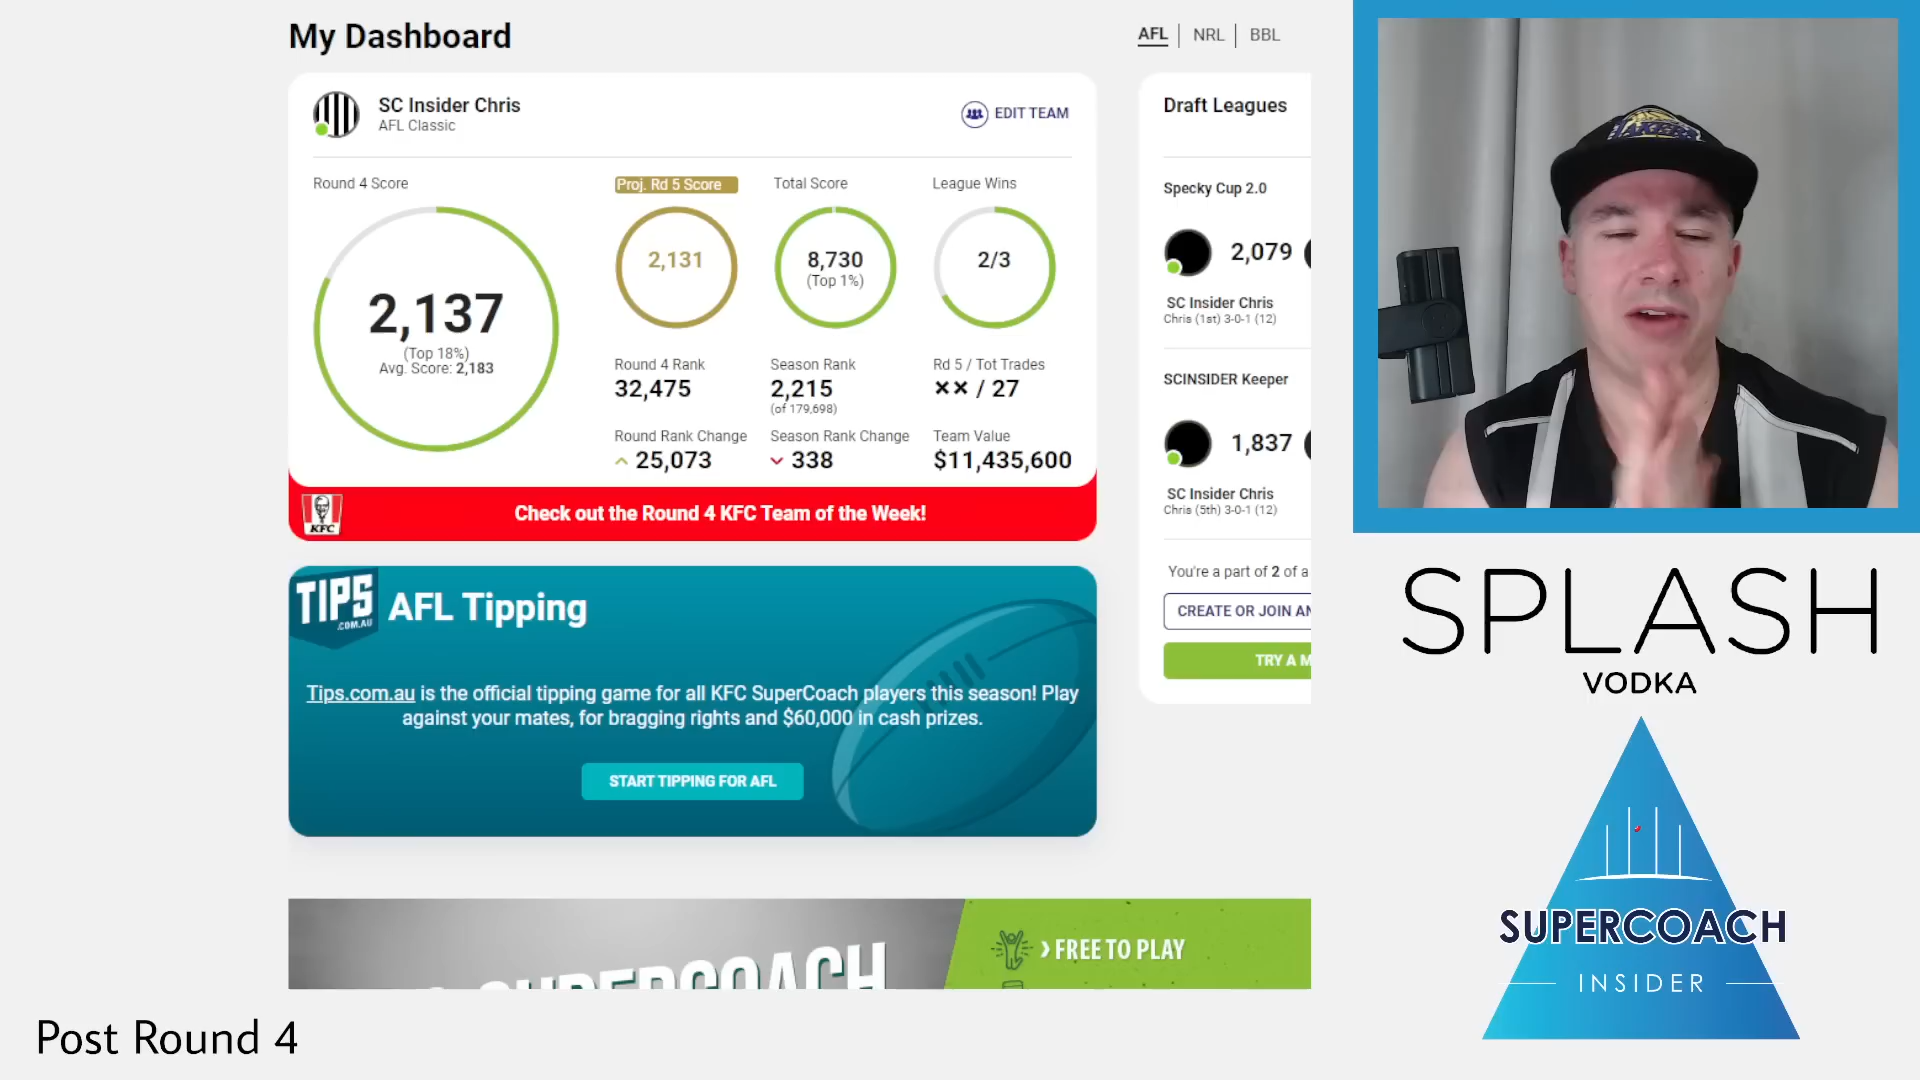 My Dashboard
AFL
NRL
BBL
SC Insider Chris
AFL Classic
EDIT TEAM
Round 4 Score
2,137
(Top 18%)
Avg. Score: 2,183
Proj. Rd 5 Score
2,131
Total Score
8,730
(Top 1%)
League Wins
2/3
Round 4 Rank
32,475
Season Rank
2,215
(of 179,698)
Rd 5 / Tot Trades
×× / 27
Round Rank Change
25,073
Season Rank Change
338
Team Value
$11,435,600
KFC
Check out the Round 4 KFC Team of the Week!
Draft Leagues
Specky Cup 2.0
2,079
SC Insider Chris
Chris (1st) 3-0-1 (12)
SCINSIDER Keeper
1,837
SC Insider Chris
Chris (5th) 3-0-1 (12)
You're a part of 2 of a
CREATE OR JOIN AN
TRY A M
TIPS
.COM.AU
AFL Tipping
Tips.com.au is the official tipping game for all KFC SuperCoach players this season! Play
against your mates, for bragging rights and $60,000 in cash prizes.
START TIPPING FOR AFL
SUPERCOACH
› FREE TO PLAY
Post Round 4
LAKERS
SPLASH
VODKA
SUPERCOACH
INSIDER